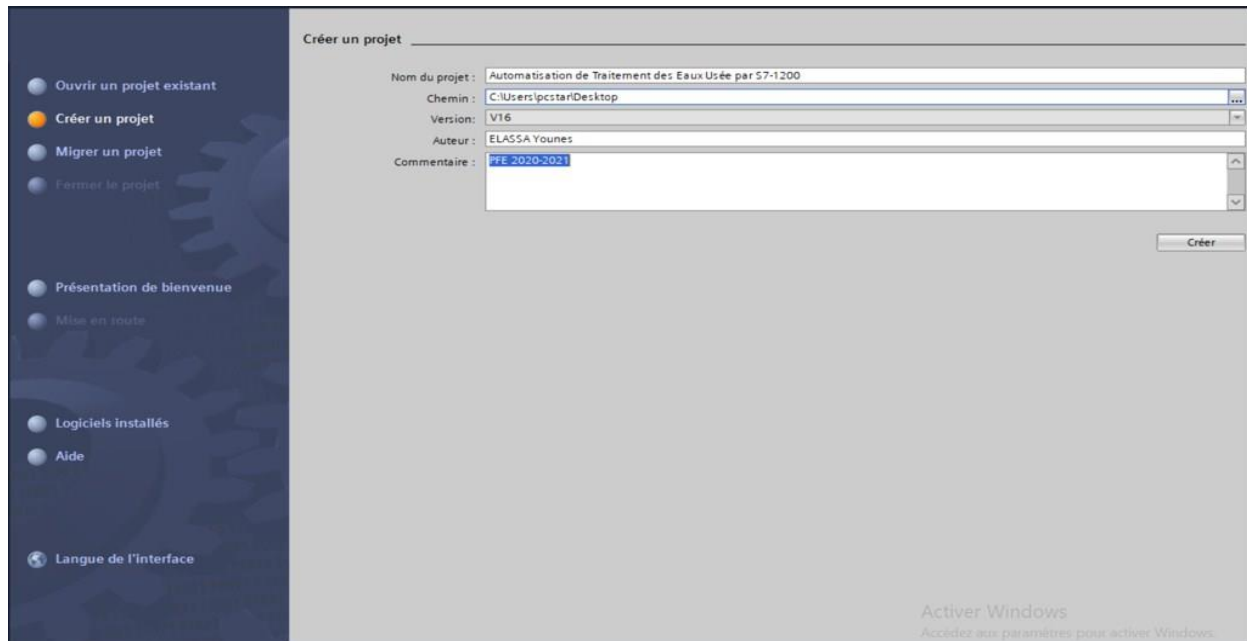 Ouvrir un projet existant
Créer un projet
Migrer un projet
Fermer le projet
Présentation de bienvenue
Mise en route
Logiciels installés
Aide
Langue de l'interface
Créer un projet
Nom du projet : Automatisation de Traitement des Eaux Usée par S7-1200
Chemin : C:\Users\pcstar\Desktop
...
Version: V16
Auteur : ELASSA Younes
Commentaire : PFE 2020-2021
Créer
Activer Windows
Accédez aux paramètres pour activer Windows.